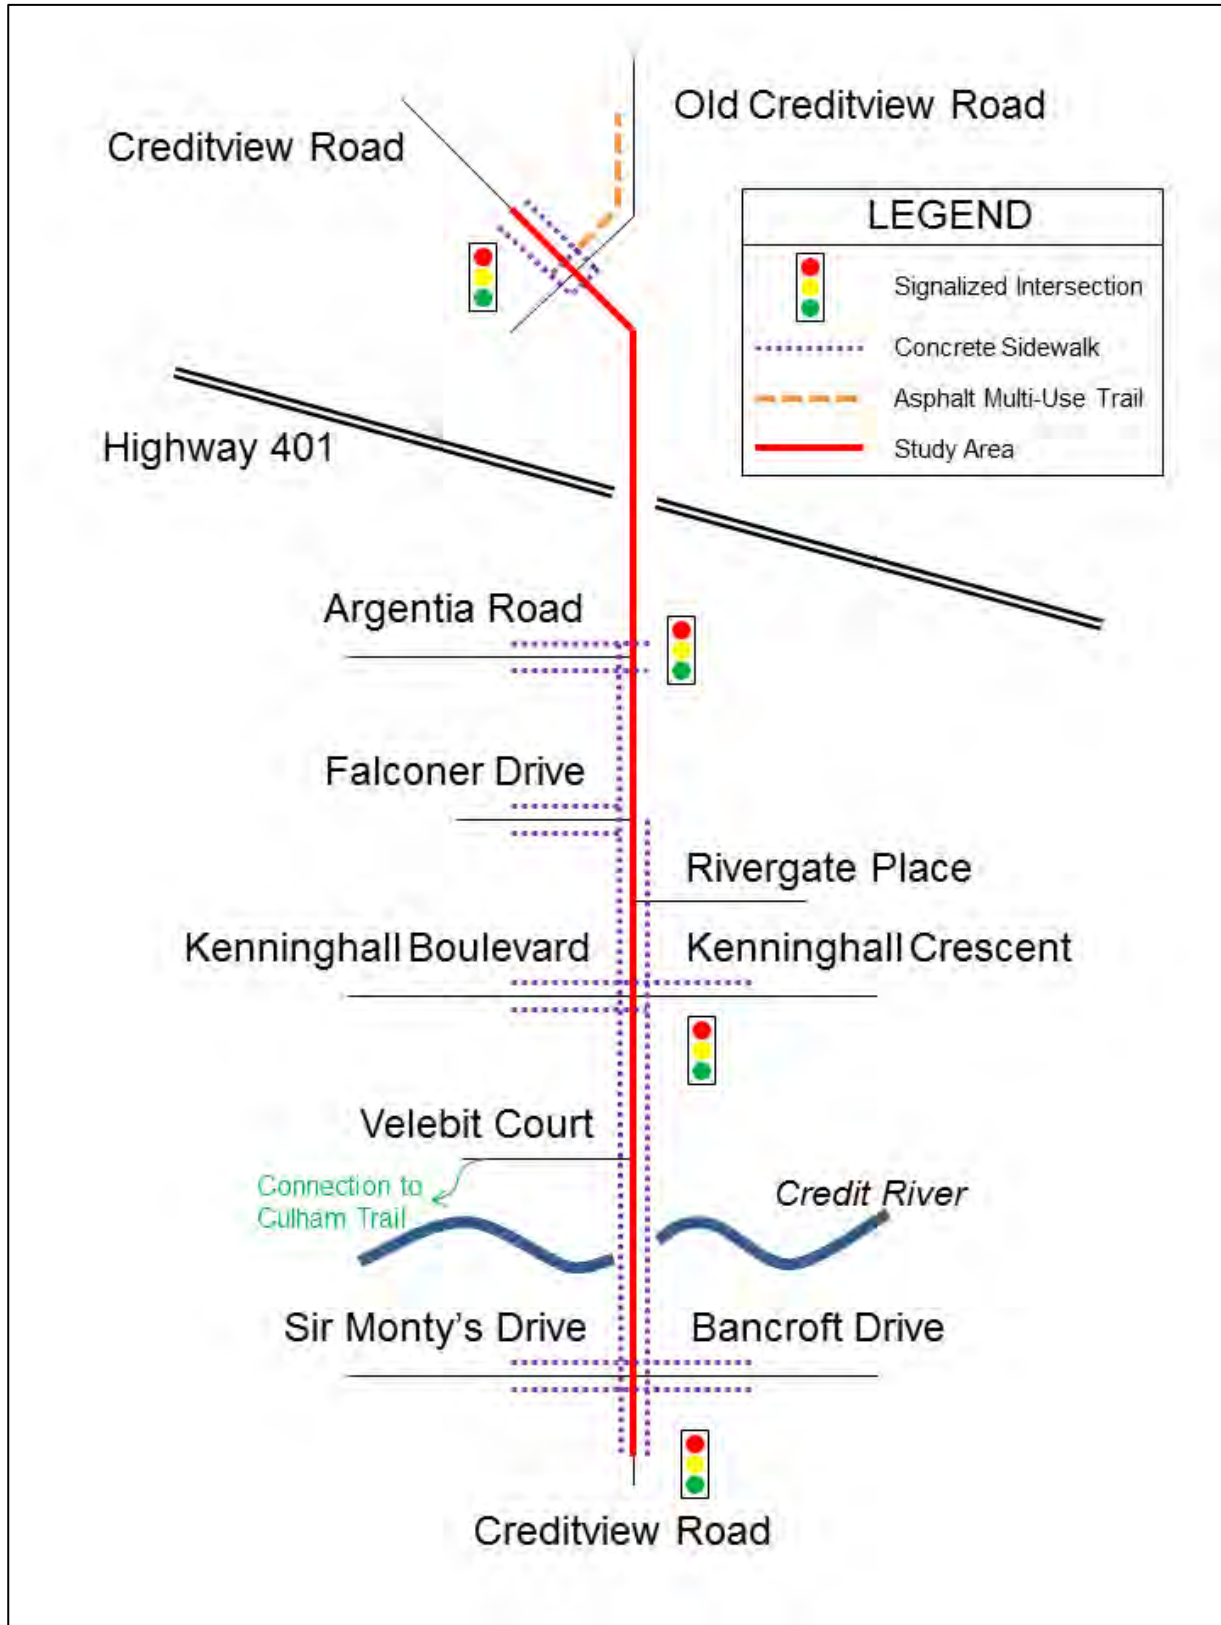 Old Creditview Road
Creditview Road
LEGEND
Signalized Intersection
Concrete Sidewalk
Asphalt Multi-Use Trail
Study Area
Highway 401
Argentia Road
Falconer Drive
Rivergate Place
Kenninghall Boulevard
Kenninghall Crescent
Velebit Court
Connection to
Culham Trail
Credit River
Sir Monty's Drive
Bancroft Drive
Creditview Road